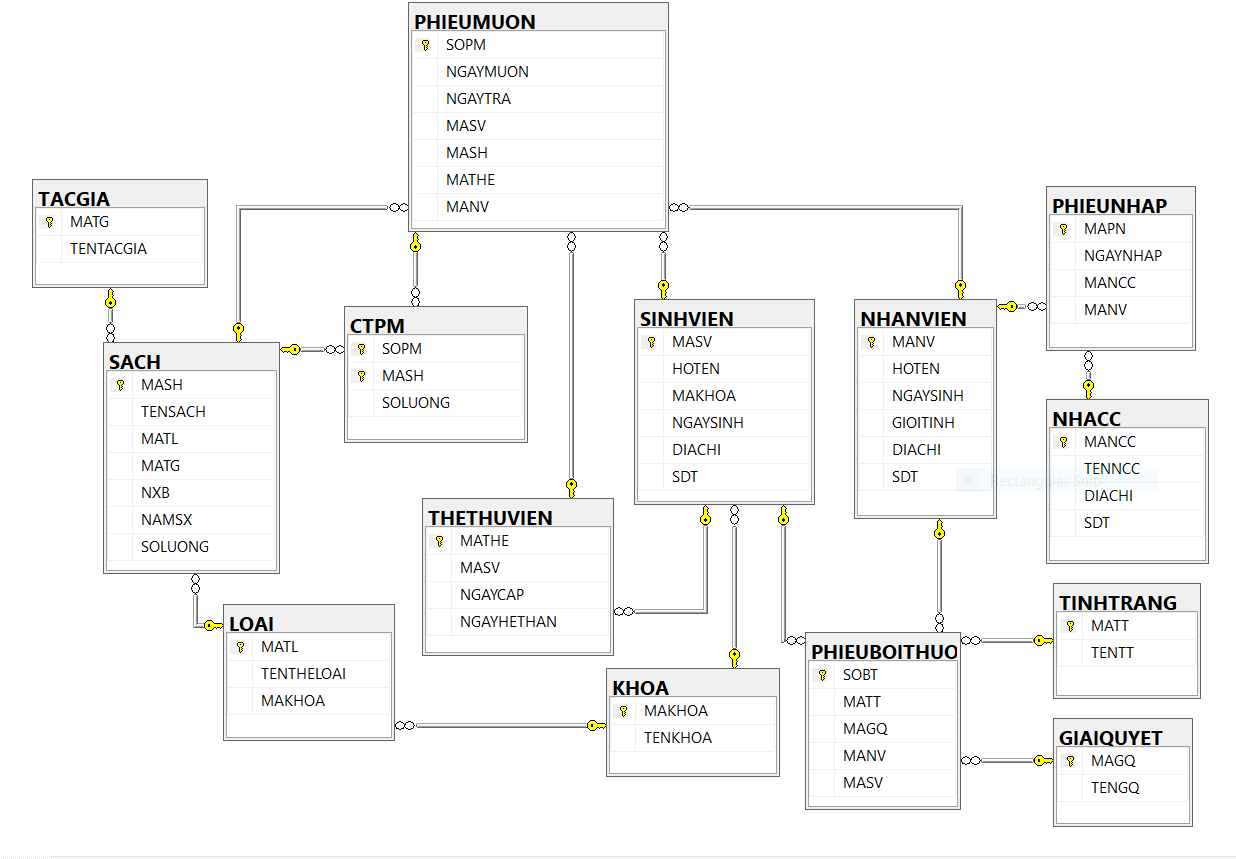 PHIEUMUON
SOPM
NGAYMUON
NGAYTRA
MASV
MASH
MATHE
MANV
TACGIA
MATG
TENTACGIA
PHIEUNHAP
MAPN
NGAYNHAP
MANCC
MANV
CTPM
SOPM
MASH
SOLUONG
SINHVIEN
MASV
HOTEN
MAKHOA
NGAYSINH
DIACHI
SDT
NHANVIEN
MANV
HOTEN
NGAYSINH
GIOITINH
DIACHI
SDT
SACH
MASH
TENSACH
MATL
MATG
NXB
NAMSX
SOLUONG
NHACC
MANCC
TENNCC
DIACHI
SDT
Rectangular Snip
THETHUVIEN
MATHE
MASV
NGAYCAP
NGAYHETHAN
LOAI
MATL
TENTHELOAI
MAKHOA
KHOA
MAKHOA
TENKHOA
PHIEUBOITHUO
SOBT
MATT
MAGQ
MANV
MASV
TINHTRANG
MATT
TENTT
GIAIQUYET
MAGQ
TENGQ